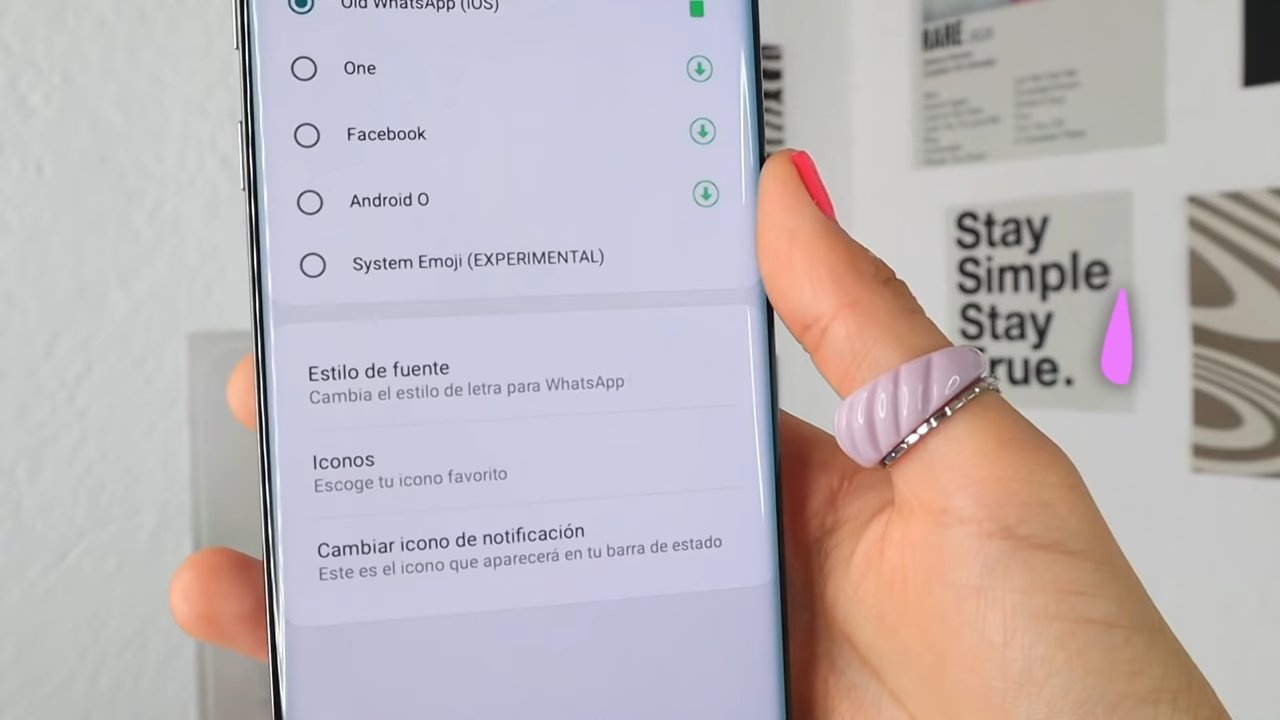 Old WhatsApp (iOS)
One
Facebook
Android O
System Emoji (EXPERIMENTAL)
Estilo de fuente
Cambia el estilo de letra para WhatsApp
Iconos
Escoge tu icono favorito
Cambiar icono de notificación
Este es el icono que aparecerá en tu barra de estado
RARE
Stay
Simple
Stay
True.